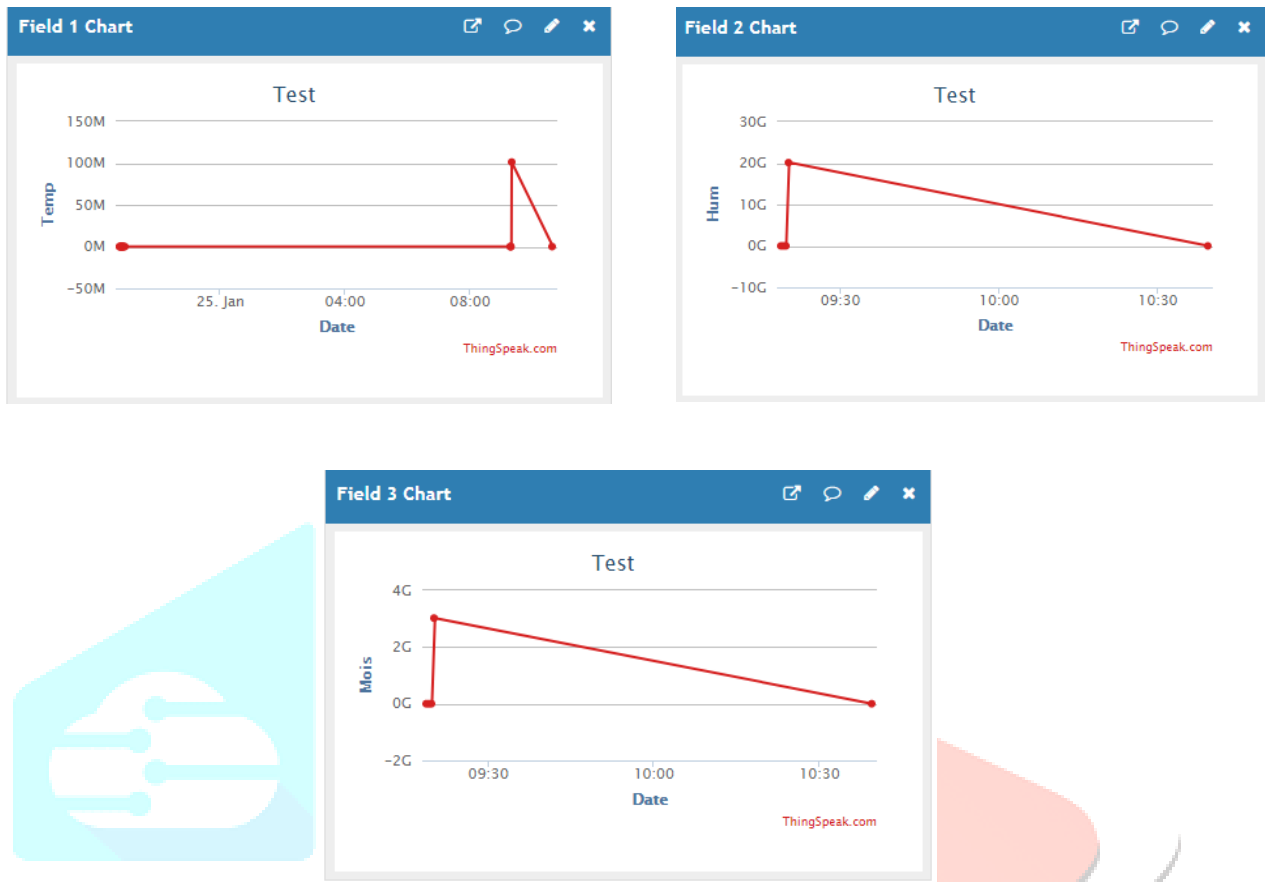 Field 1 Chart
Test
150M
100M
50M
0M
-50M
Temp
25. Jan 04:00 08:00
Date
ThingSpeak.com
Field 2 Chart
Test
30G
20G
10G
0G
-10G
Hum
09:30 10:00 10:30
Date
ThingSpeak.com
Field 3 Chart
Test
4G
2G
0G
-2G
Mois
09:30 10:00 10:30
Date
ThingSpeak.com